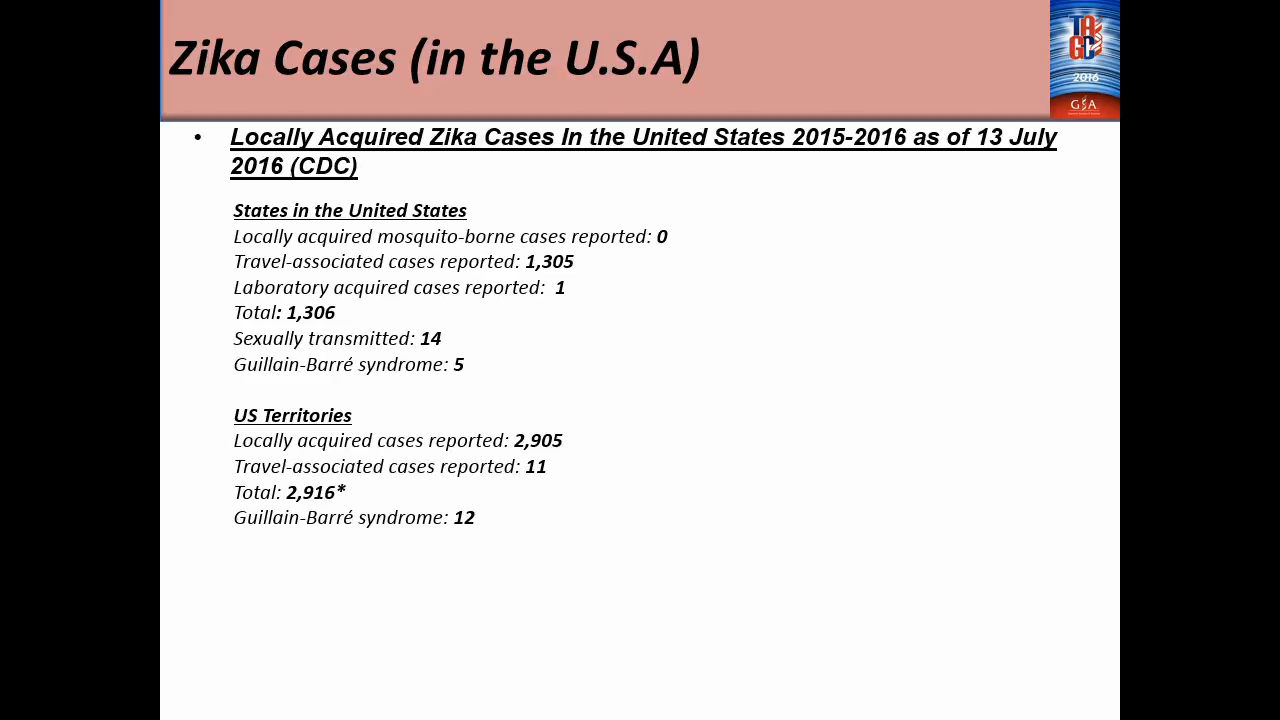 Zika Cases (in the U.S.A)
TAGC
2016
GSA
• Locally Acquired Zika Cases In the United States 2015-2016 as of 13 July
2016 (CDC)
States in the United States
Locally acquired mosquito-borne cases reported: 0
Travel-associated cases reported: 1,305
Laboratory acquired cases reported:  1
Total: 1,306
Sexually transmitted: 14
Guillain-Barré syndrome: 5
US Territories
Locally acquired cases reported: 2,905
Travel-associated cases reported: 11
Total: 2,916*
Guillain-Barré syndrome: 12